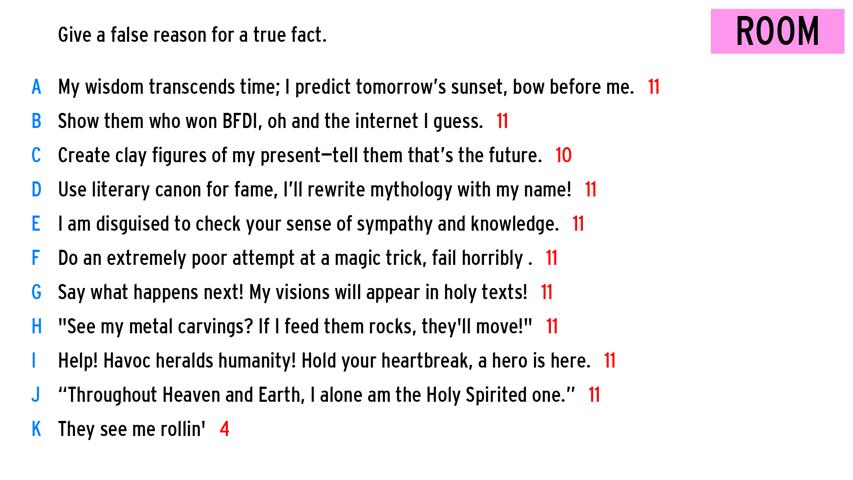 Give a false reason for a true fact.
ROOM
A My wisdom transcends time; I predict tomorrow’s sunset, bow before me. 11
B Show them who won BFDI, oh and the internet I guess. 11
C Create clay figures of my present—tell them that’s the future. 10
D Use literary canon for fame, I’ll rewrite mythology with my name! 11
E I am disguised to check your sense of sympathy and knowledge. 11
F Do an extremely poor attempt at a magic trick, fail horribly . 11
G Say what happens next! My visions will appear in holy texts! 11
H "See my metal carvings? If I feed them rocks, they'll move!" 11
I Help! Havoc heralds humanity! Hold your heartbreak, a hero is here. 11
J “Throughout Heaven and Earth, I alone am the Holy Spirited one.” 11
K They see me rollin' 4